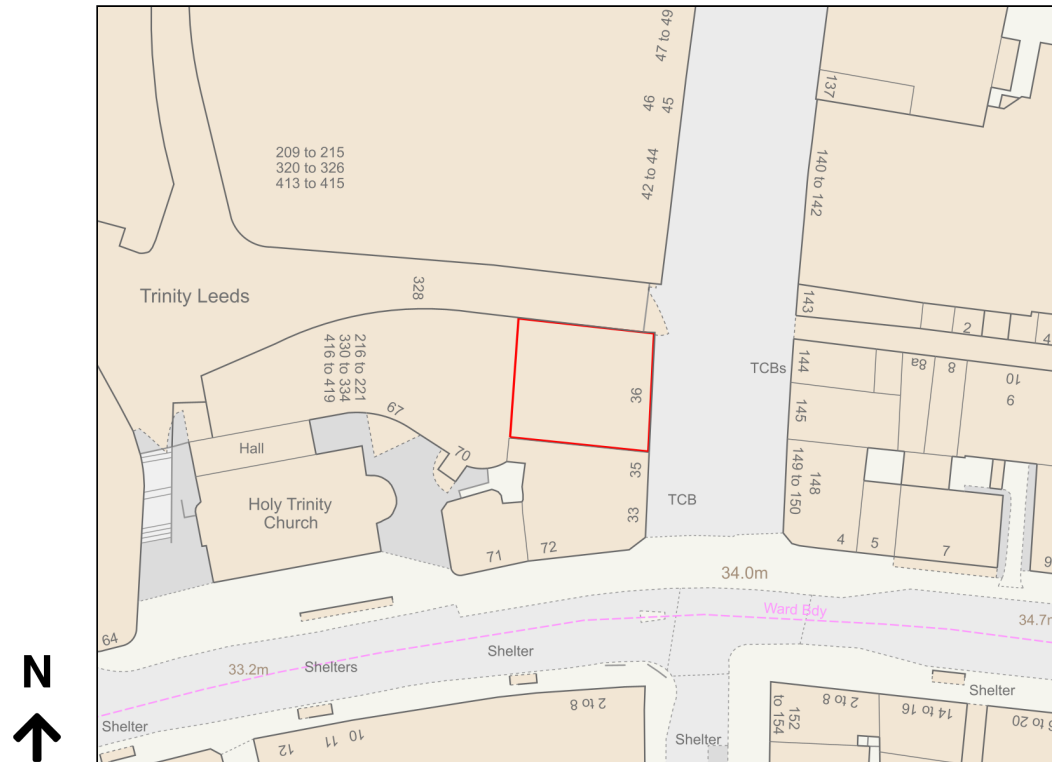 47 to 49
46
45
137
209 to 215
320 to 326
413 to 415
42 to 44
140 to
142
Trinity Leeds
328
143
2
4
216 to 221
330 to 334
416 to 419
36
TCBs
144
8a
8
10
9
67
145
Hall
70
35
148
149 to 150
Holy Trinity
Church
TCB
33
71
72
4
5
7
9
34.0m
Ward Bdy
34.7m
64
33.2m
Shelters
Shelter
Shelter
Shelter
2 to 8
152
to 154
2 to 8
14 to 16
12
11
10
Shelter
N